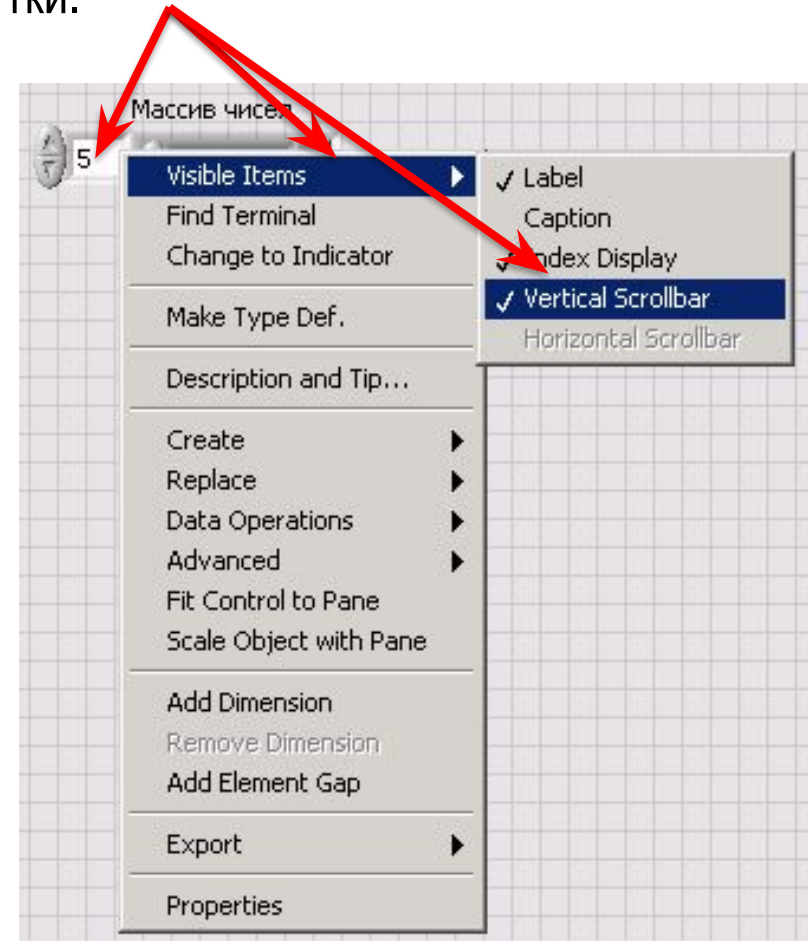 тки.
Массив чисел
5
Visible Items
Find Terminal
Change to Indicator
Make Type Def.
Description and Tip...
Create
Replace
Data Operations
Advanced
Fit Control to Pane
Scale Object with Pane
Add Dimension
Remove Dimension
Add Element Gap
Export
Properties
Label
Caption
Index Display
Vertical Scrollbar
Horizontal Scrollbar